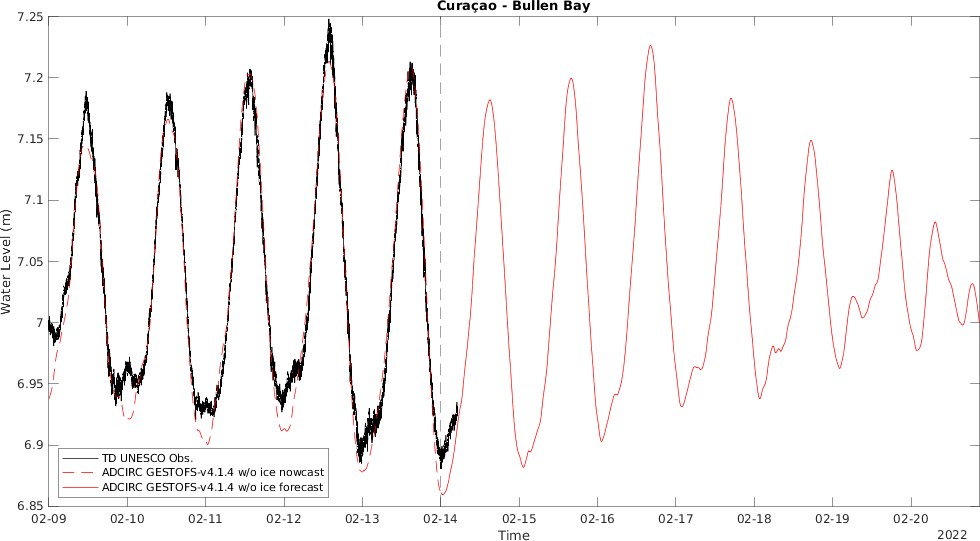 Curaçao - Bullen Bay
7.25
7.2
7.15
7.1
7.05
7
6.95
6.9
6.85
Water Level (m)
TD UNESCO Obs.
ADCIRC GESTOFS-v4.1.4 w/o ice nowcast
ADCIRC GESTOFS-v4.1.4 w/o ice forecast
02-09 02-10 02-11 02-12 02-13 02-14 02-15 02-16 02-17 02-18 02-19 02-20
Time
2022